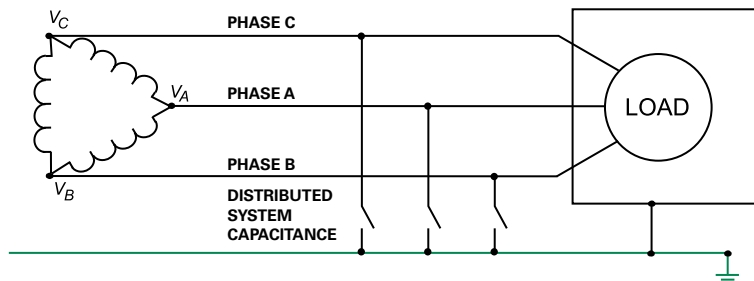 VC
PHASE C
VA
PHASE A
LOAD
PHASE B
VB
DISTRIBUTED
SYSTEM
CAPACITANCE